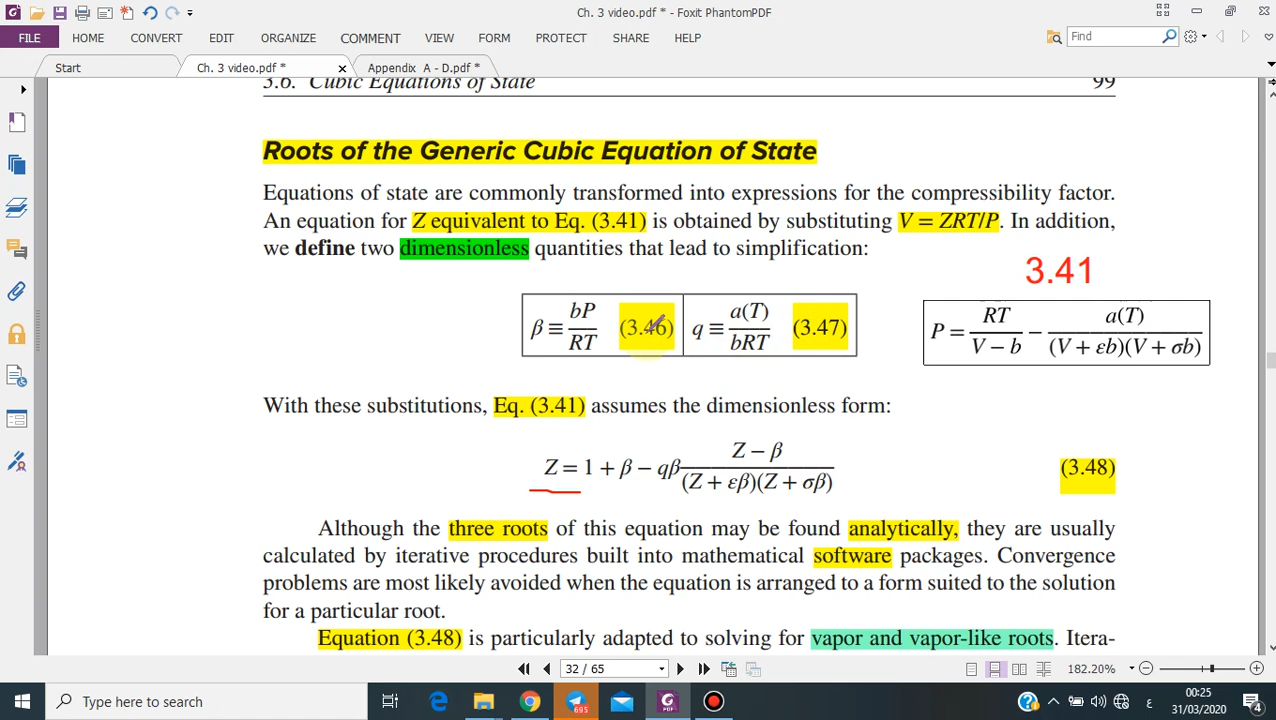 Ch. 3 video.pdf * - Foxit PhantomPDF
FILE HOME CONVERT EDIT ORGANIZE COMMENT VIEW FORM PROTECT SHARE HELP Find
Start Ch. 3 video.pdf * Appendix A - D.pdf *
3.6. Cubic Equations of State 99
Roots of the Generic Cubic Equation of State
Equations of state are commonly transformed into expressions for the compressibility factor.
An equation for Z equivalent to Eq. (3.41) is obtained by substituting V = ZRT/P. In addition,
we define two dimensionless quantities that lead to simplification:
3.41
β ≡ bP/RT (3.46) q ≡ a(T)/bRT (3.47)
P = RT/(V − b) − a(T)/((V + εb)(V + σb))
With these substitutions, Eq. (3.41) assumes the dimensionless form:
Z = 1 + β − qβ (Z − β)/((Z + εβ)(Z + σβ)) (3.48)
Although the three roots of this equation may be found analytically, they are usually
calculated by iterative procedures built into mathematical software packages. Convergence
problems are most likely avoided when the equation is arranged to a form suited to the solution
for a particular root.
Equation (3.48) is particularly adapted to solving for vapor and vapor-like roots. Itera-
32 / 65 182.20%
Type here to search 695 ع 00:25
31/03/2020 4